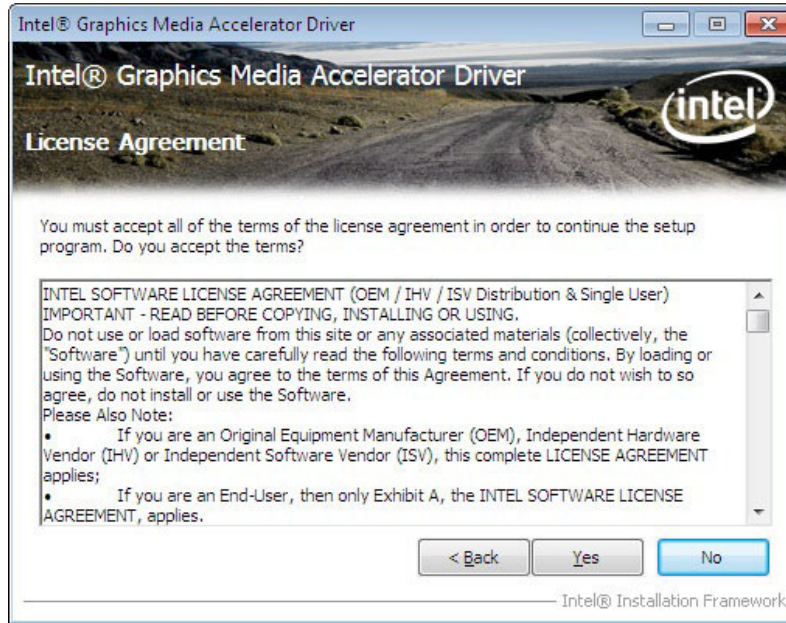 Intel® Graphics Media Accelerator Driver
Intel® Graphics Media Accelerator Driver
intel
License Agreement
You must accept all of the terms of the license agreement in order to continue the setup
program. Do you accept the terms?
INTEL SOFTWARE LICENSE AGREEMENT (OEM / IHV / ISV Distribution & Single User)
IMPORTANT - READ BEFORE COPYING, INSTALLING OR USING.
Do not use or load software from this site or any associated materials (collectively, the
"Software") until you have carefully read the following terms and conditions. By loading or
using the Software, you agree to the terms of this Agreement. If you do not wish to so
agree, do not install or use the Software.
Please Also Note:
• If you are an Original Equipment Manufacturer (OEM), Independent Hardware
Vendor (IHV) or Independent Software Vendor (ISV), this complete LICENSE AGREEMENT
applies;
• If you are an End-User, then only Exhibit A, the INTEL SOFTWARE LICENSE
AGREEMENT, applies.
< Back Yes No
Intel® Installation Framework